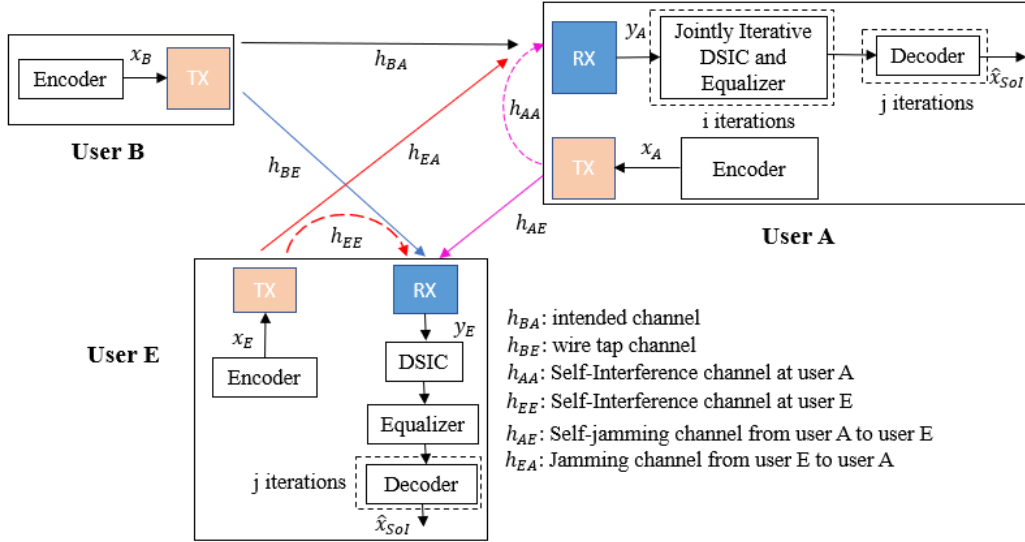 Encoder
x_B
TX
User B
h_BA
h_BE
h_EA
h_AA
h_AE
h_EE
RX
y_A
Jointly Iterative
DSIC and
Equalizer
i iterations
Decoder
j iterations
x̂_SoI
TX
x_A
Encoder
User A
TX
x_E
Encoder
User E
RX
y_E
DSIC
Equalizer
j iterations
Decoder
x̂_SoI
h_BA: intended channel
h_BE: wire tap channel
h_AA: Self-Interference channel at user A
h_EE: Self-Interference channel at user E
h_AE: Self-jamming channel from user A to user E
h_EA: Jamming channel from user E to user A